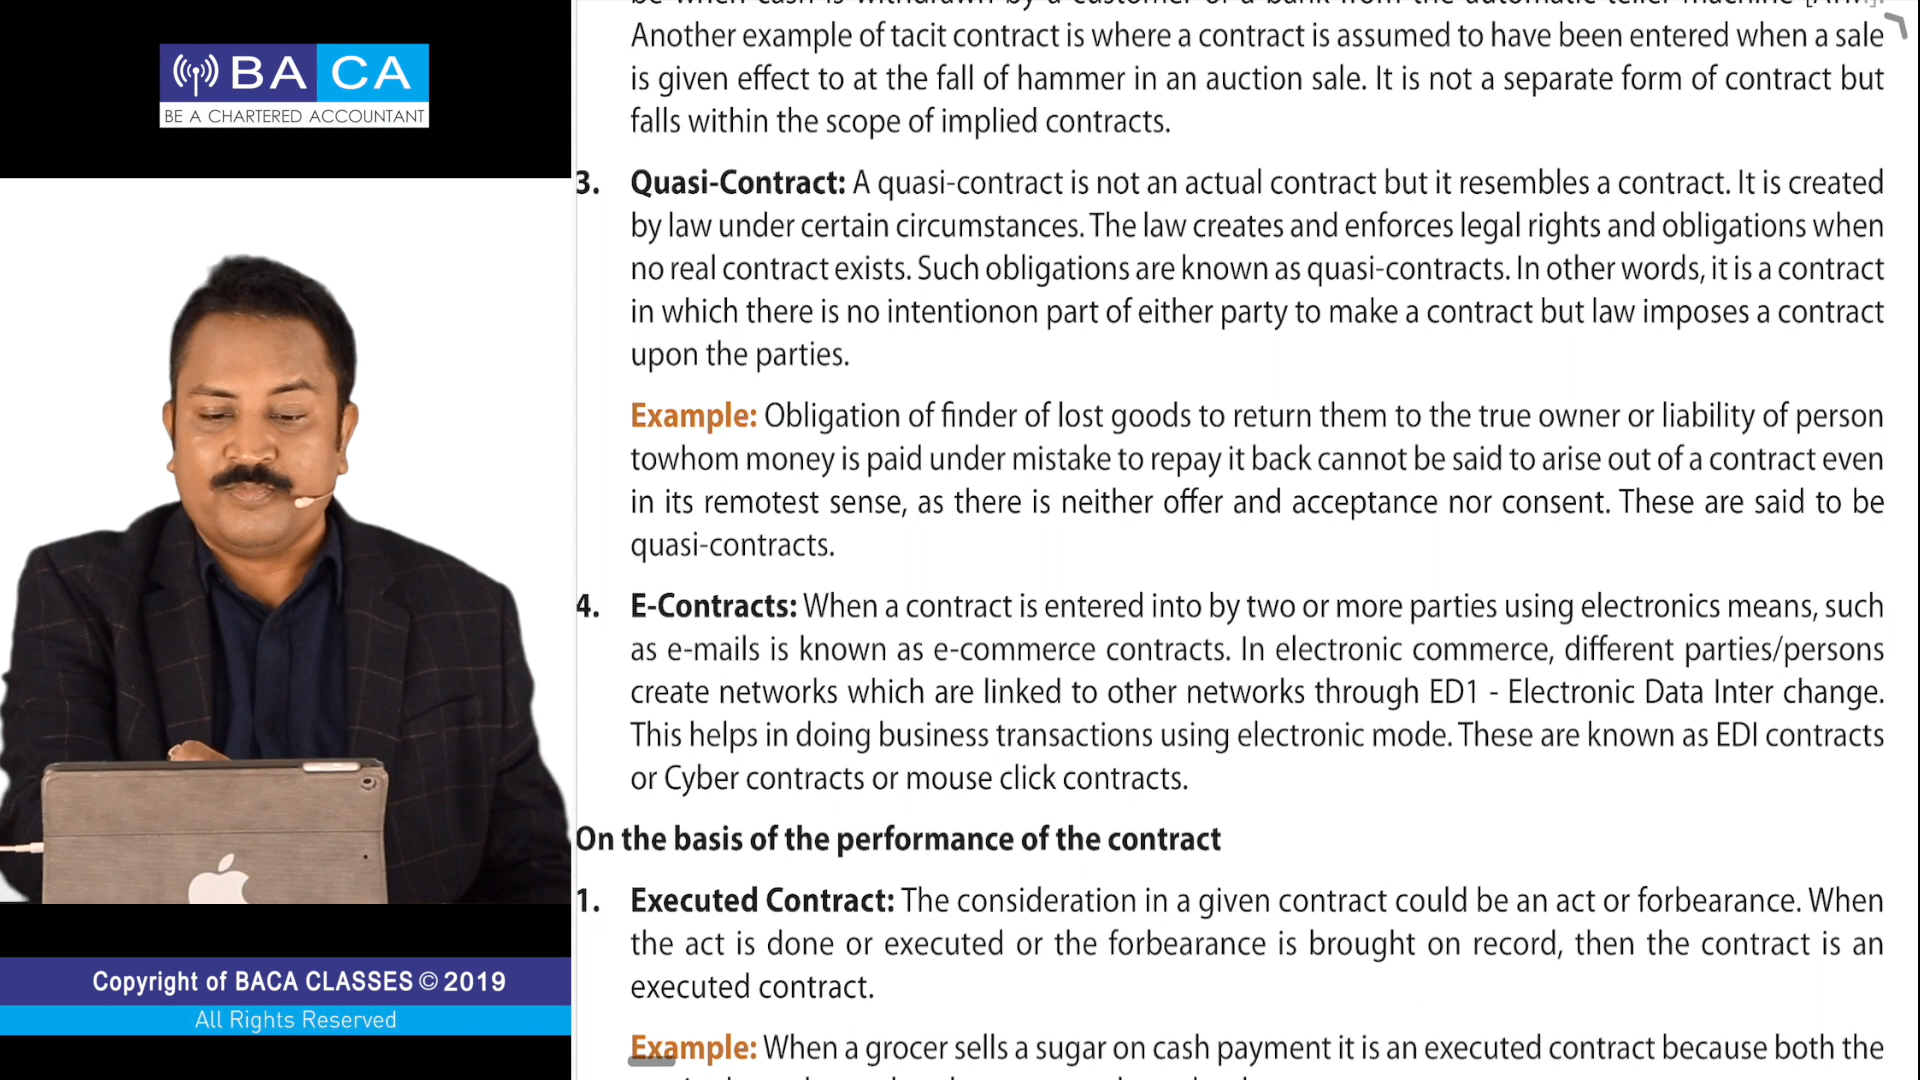 BA CA
BE A CHARTERED ACCOUNTANT
Another example of tacit contract is where a contract is assumed to have been entered when a sale
is given effect to at the fall of hammer in an auction sale. It is not a separate form of contract but
falls within the scope of implied contracts.
3. Quasi-Contract: A quasi-contract is not an actual contract but it resembles a contract. It is created
by law under certain circumstances. The law creates and enforces legal rights and obligations when
no real contract exists. Such obligations are known as quasi-contracts. In other words, it is a contract
in which there is no intentionon part of either party to make a contract but law imposes a contract
upon the parties.
Example: Obligation of finder of lost goods to return them to the true owner or liability of person
towhom money is paid under mistake to repay it back cannot be said to arise out of a contract even
in its remotest sense, as there is neither offer and acceptance nor consent. These are said to be
quasi-contracts.
4. E-Contracts: When a contract is entered into by two or more parties using electronics means, such
as e-mails is known as e-commerce contracts. In electronic commerce, different parties/persons
create networks which are linked to other networks through ED1 - Electronic Data Inter change.
This helps in doing business transactions using electronic mode. These are known as EDI contracts
or Cyber contracts or mouse click contracts.
On the basis of the performance of the contract
1. Executed Contract: The consideration in a given contract could be an act or forbearance. When
the act is done or executed or the forbearance is brought on record, then the contract is an
executed contract.
Example: When a grocer sells a sugar on cash payment it is an executed contract because both the
Copyright of BACA CLASSES © 2019
All Rights Reserved